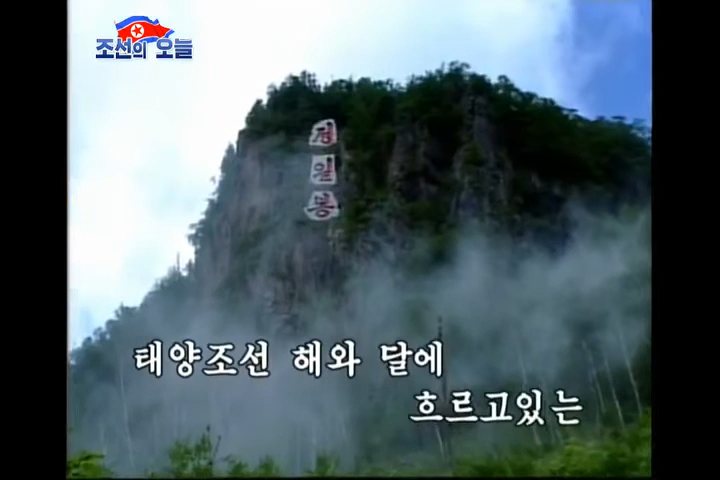 조선의 오늘
정
일
봉
태양조선 해와 달에
흐르고있는